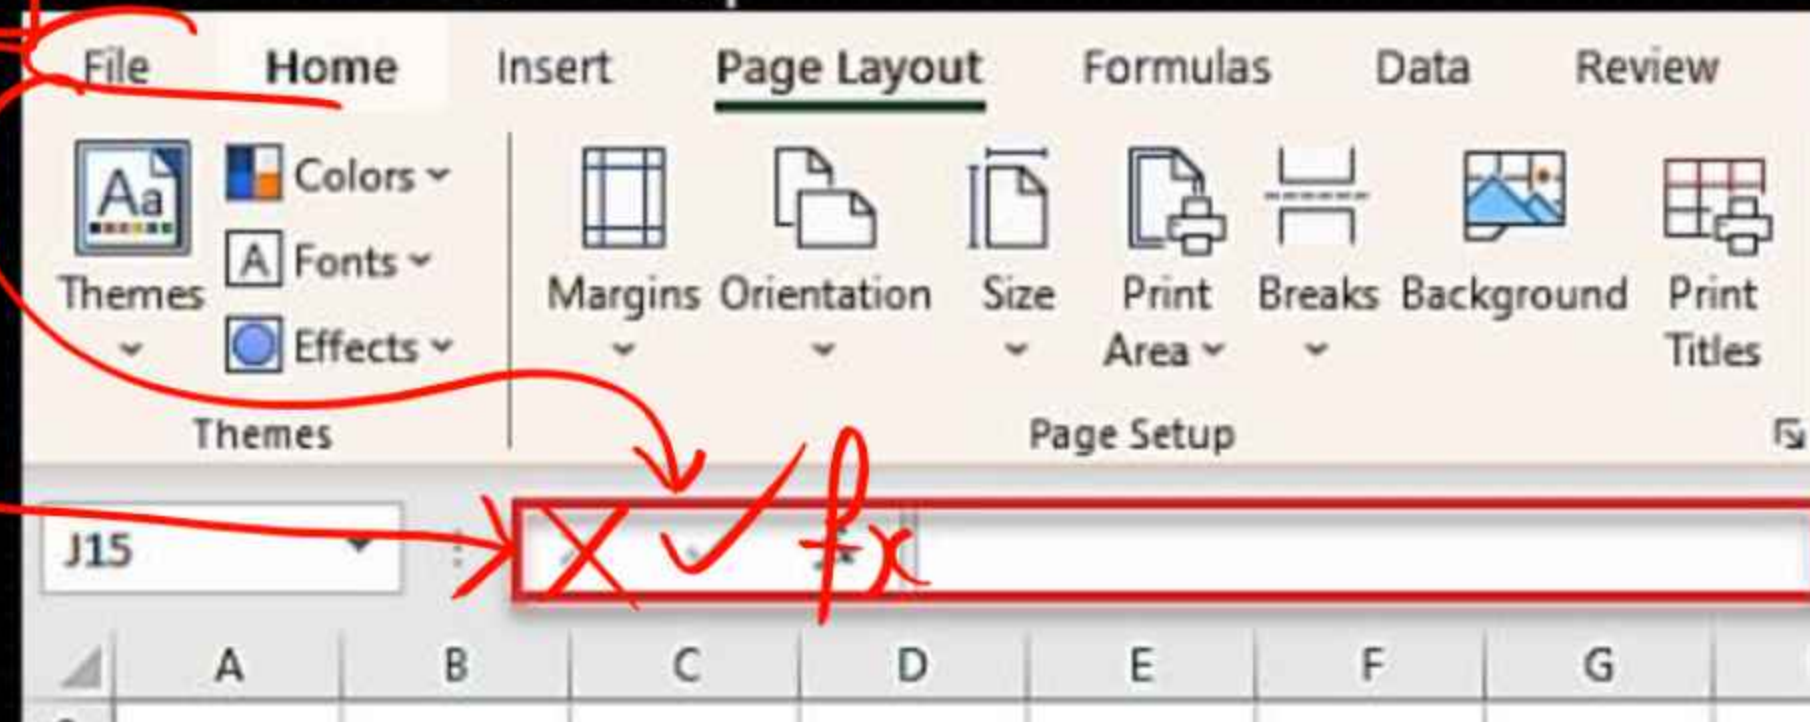 File Home Insert Page Layout Formulas Data Review
Aa Colors
A Fonts
Themes Margins Orientation Size Print Area Breaks Background Print Titles
Effects
Themes Page Setup
J15 X ✓ fx
A B C D E F G